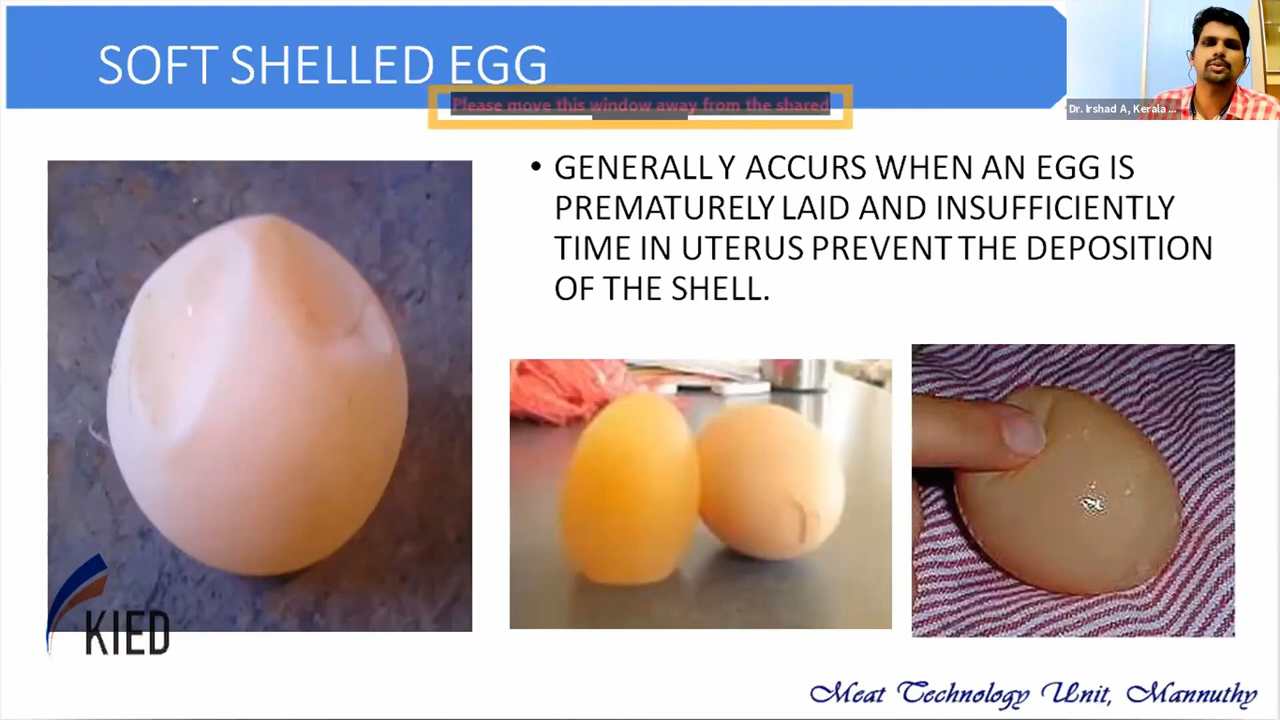 SOFT SHELLED EGG
Please move this window away from the shared
Dr. Irshad A, Kerala ...
• GENERALLY ACCURS WHEN AN EGG IS
PREMATURELY LAID AND INSUFFICIENTLY
TIME IN UTERUS PREVENT THE DEPOSITION
OF THE SHELL.
KIED
Meat Technology Unit, Mannuthy